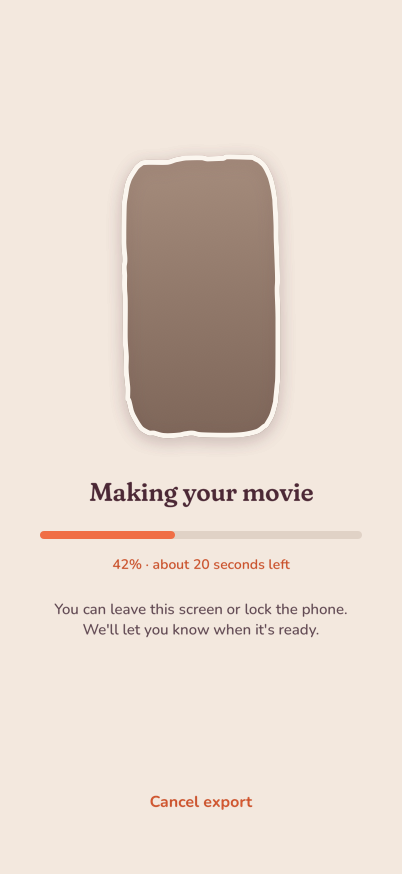 Making your movie
42% · about 20 seconds left
You can leave this screen or lock the phone.
We'll let you know when it's ready.
Cancel export